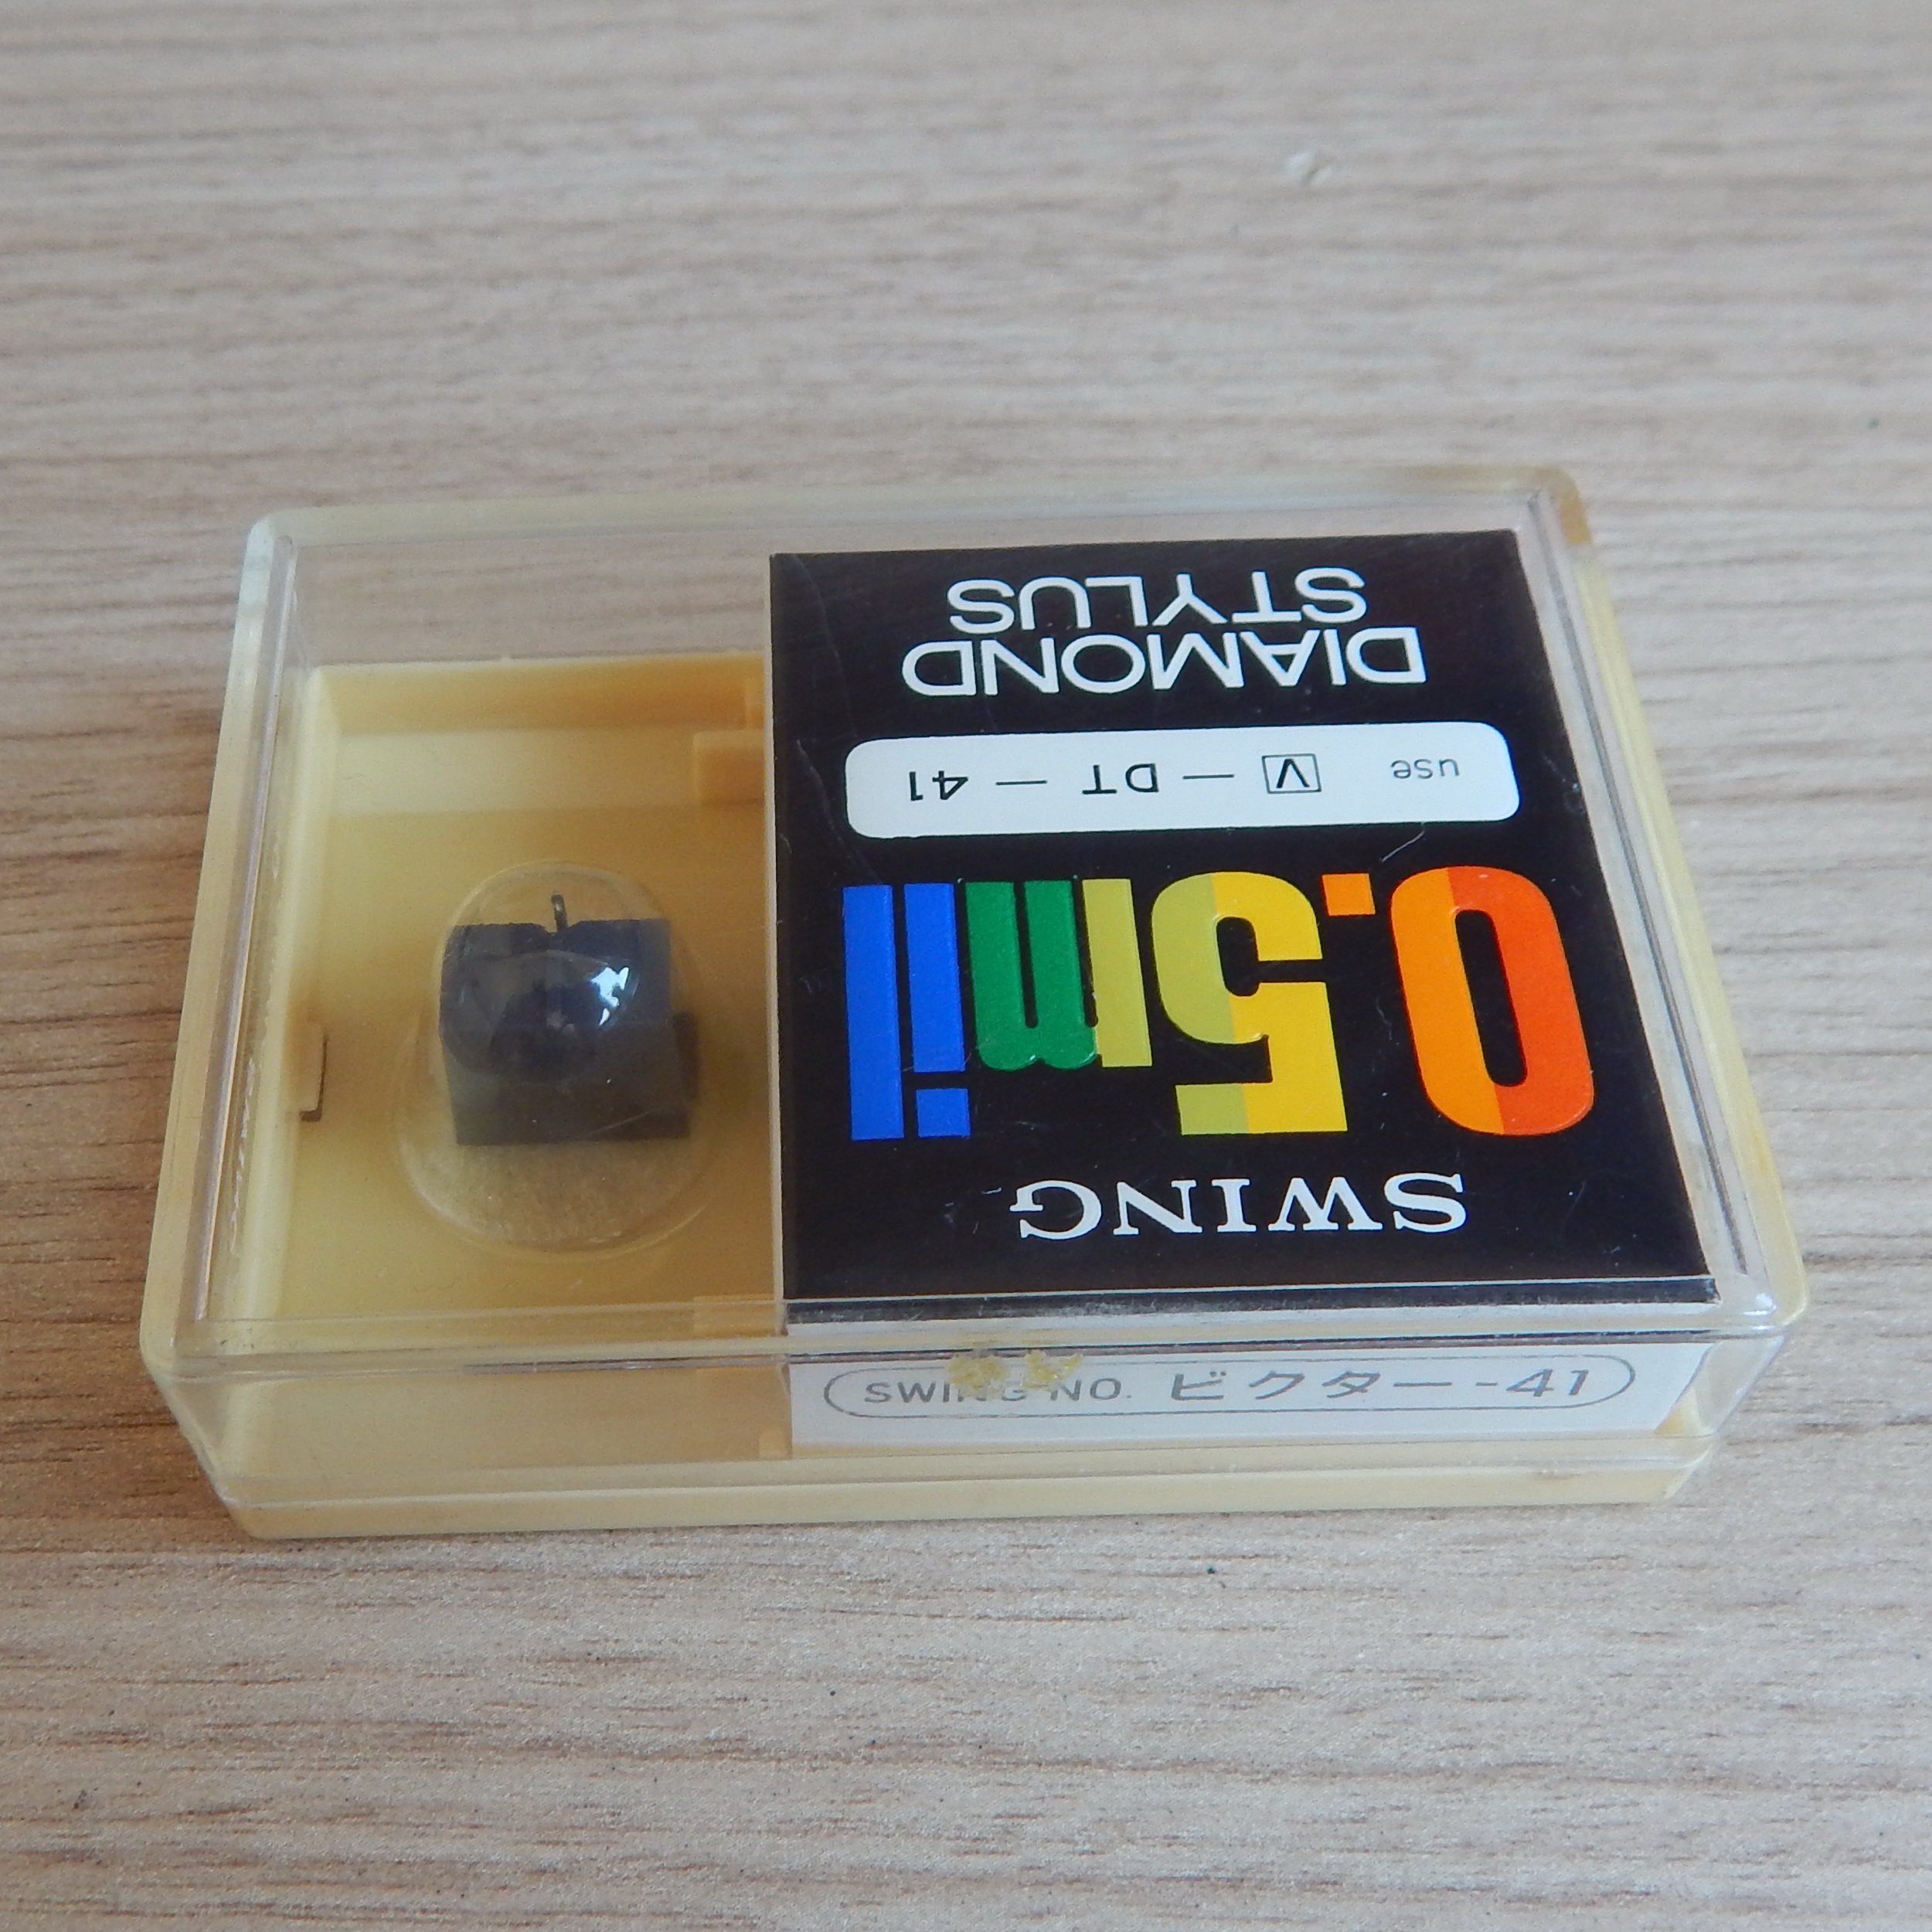 SWING
0.5mil
use V-DT-41
DIAMOND
STYLUS
SWING NO. ビクター-41